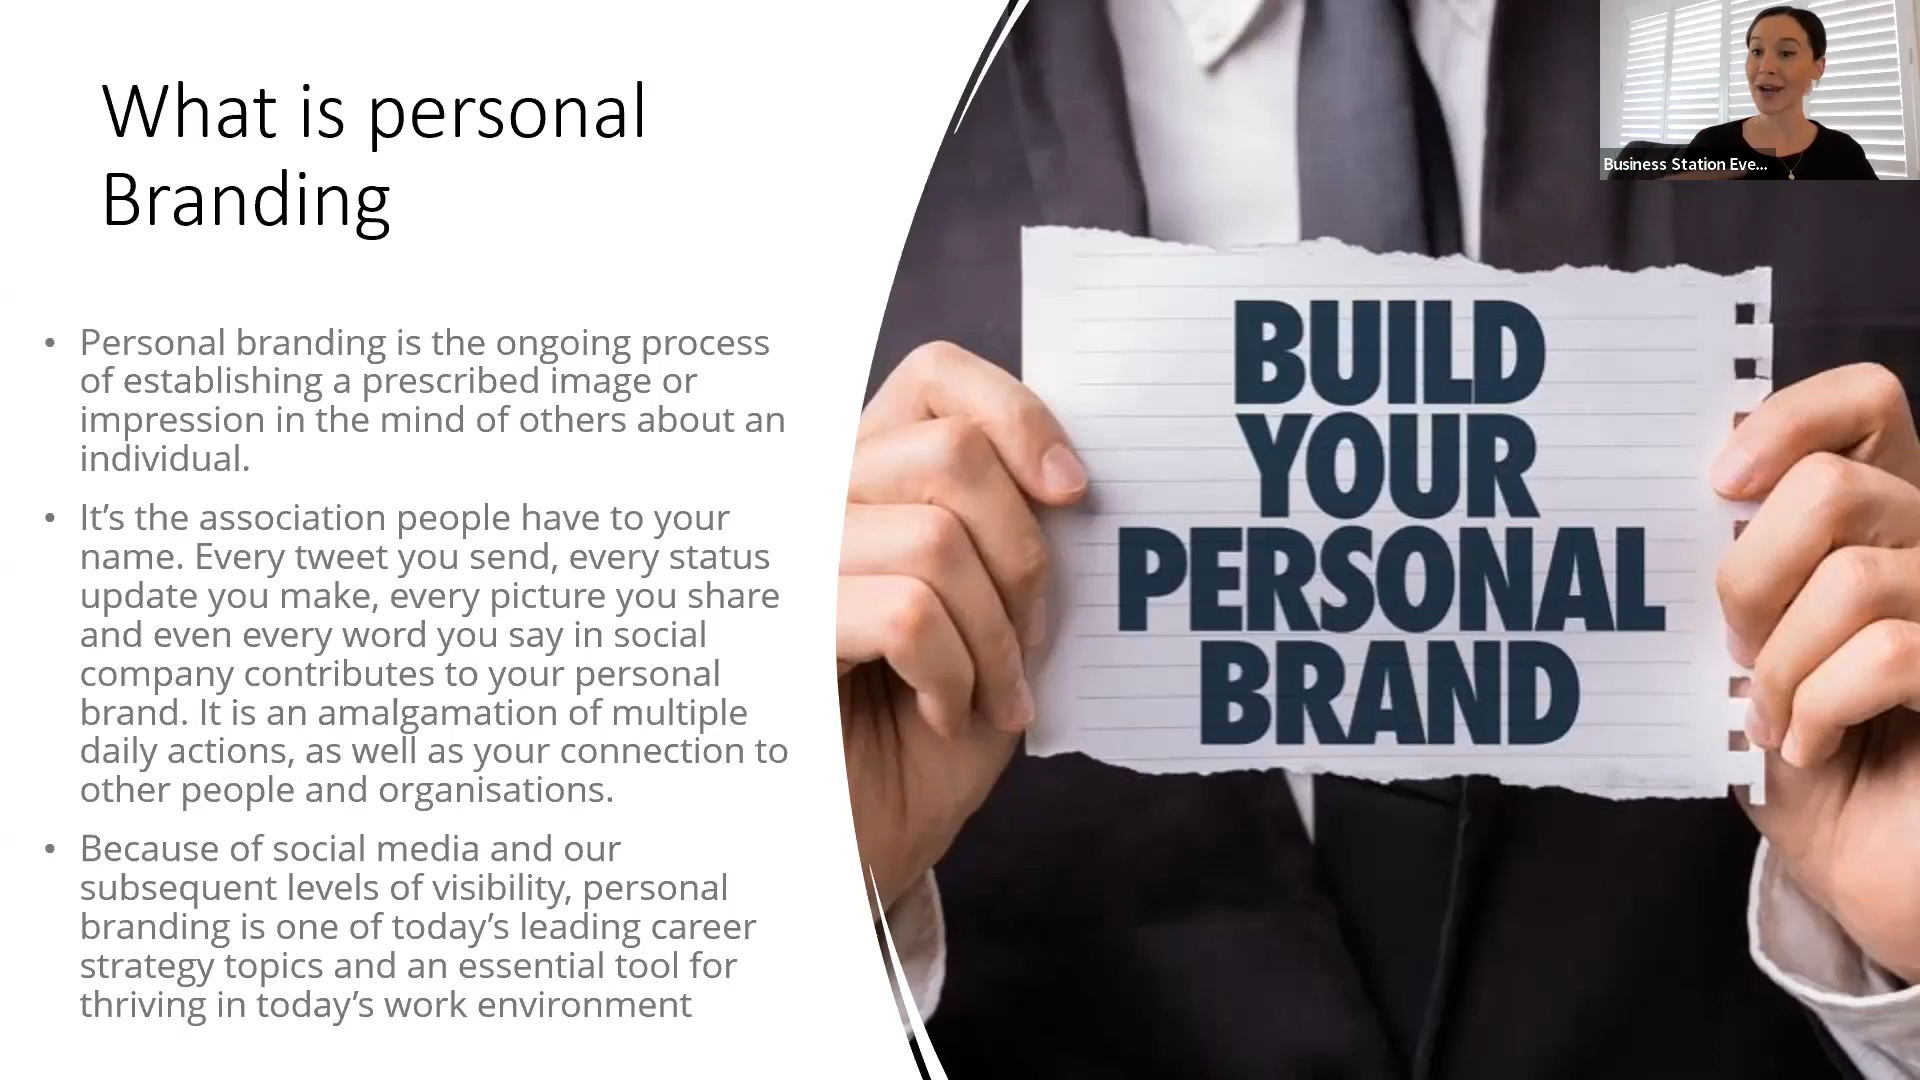 What is personal
Branding
• Personal branding is the ongoing process
of establishing a prescribed image or
impression in the mind of others about an
individual.
• It’s the association people have to your
name. Every tweet you send, every status
update you make, every picture you share
and even every word you say in social
company contributes to your personal
brand. It is an amalgamation of multiple
daily actions, as well as your connection to
other people and organisations.
• Because of social media and our
subsequent levels of visibility, personal
branding is one of today’s leading career
strategy topics and an essential tool for
thriving in today’s work environment
BUILD
YOUR
PERSONAL
BRAND
Business Station Eve...